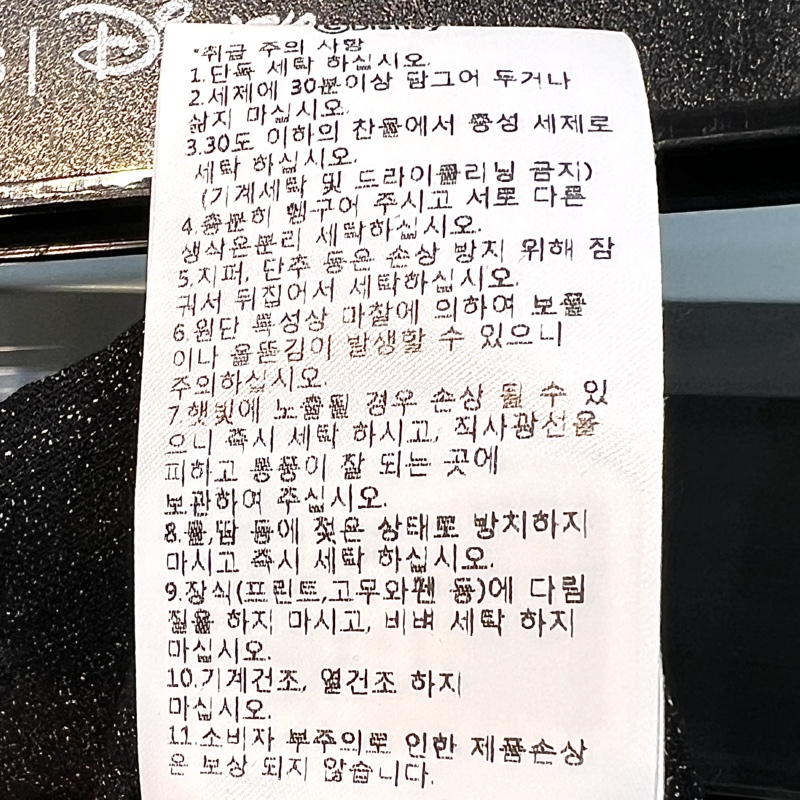 Disney
©Disney
*취급 주의 사항
1.단독 세탁 하십시오.
2.세제에 30분이상 담그어 두거나
삶지 마십시오.
3.30도 이하의 찬물에서 중성 세제로
세탁 하십시오.
(기계세탁 및 드라이클리닝 금지)
4.충분히 헹구어 주시고 서로 다른
색상은분리 세탁하십시오.
5.지퍼, 단추 등은 손상 방지 위해 잠
궈서 뒤집어서 세탁하십시오.
6.원단 특성상 마찰에 의하여 보풀
이나 올뜯김이 발생할 수 있으니
주의하십시오.
7.햇빛에 노출될 경우 손상 될 수 있
으니 즉시 세탁 하시고, 직사광선을
피하고 통풍이 잘 되는 곳에
보관하여 주십시오.
8.물,땀 등에 젖은 상태로 방치하지
마시고 즉시 세탁 하십시오.
9.장식(프린트,고무와펜 등)에 다림
질을 하지 마시고, 비벼 세탁 하지
마십시오.
10.기계건조, 열건조 하지
마십시오.
11.소비자 부주의로 인한 제품손상
은 보상 되지 않습니다.